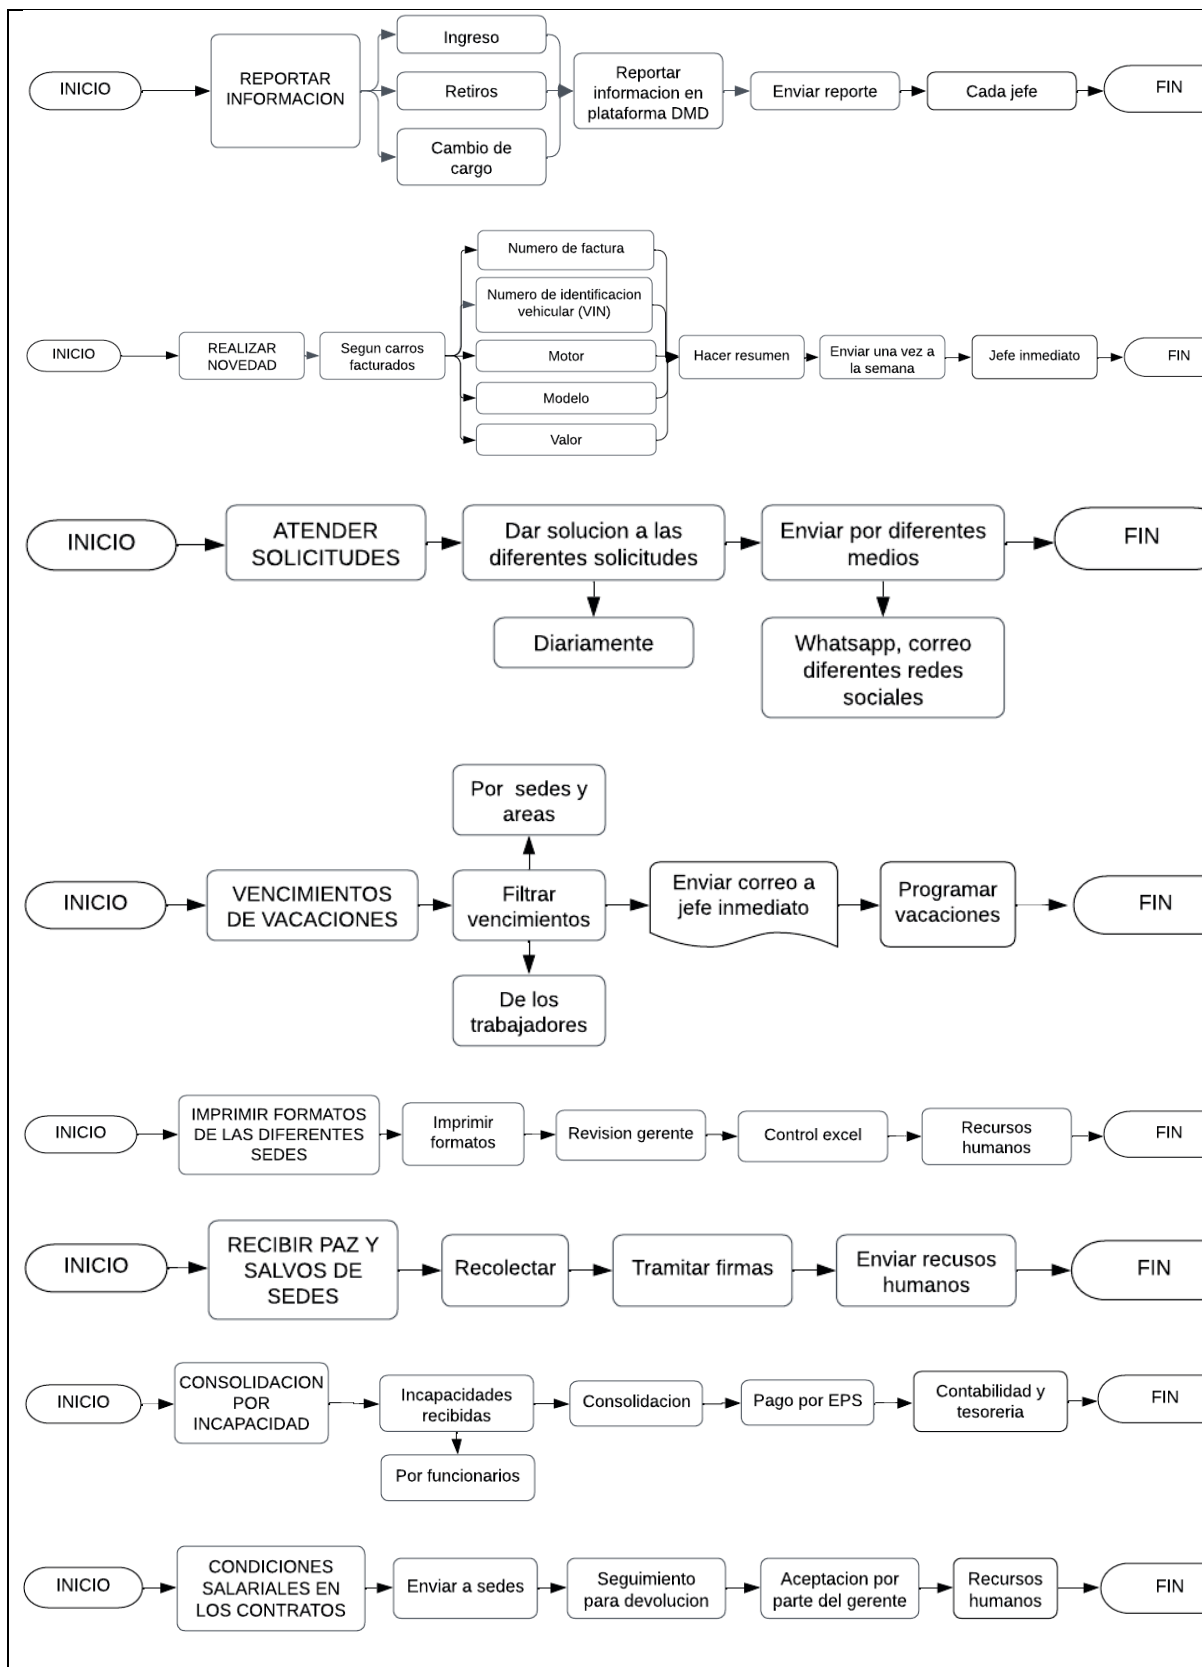 INICIO
REPORTAR
INFORMACION
Ingreso
Retiros
Cambio de
cargo
Reportar
informacion en
plataforma DMD
Enviar reporte
Cada jefe
FIN
INICIO
REALIZAR
NOVEDAD
Segun carros
facturados
Numero de factura
Numero de identificacion
vehicular (VIN)
Motor
Modelo
Valor
Hacer resumen
Enviar una vez a
la semana
Jefe inmediato
FIN
INICIO
ATENDER
SOLICITUDES
Dar solucion a las
diferentes solicitudes
Diariamente
Enviar por diferentes
medios
Whatsapp, correo
diferentes redes
sociales
FIN
INICIO
VENCIMIENTOS
DE VACACIONES
Por sedes y
areas
Filtrar
vencimientos
De los
trabajadores
Enviar correo a
jefe inmediato
Programar
vacaciones
FIN
INICIO
IMPRIMIR FORMATOS
DE LAS DIFERENTES
SEDES
Imprimir
formatos
Revision gerente
Control excel
Recursos
humanos
FIN
INICIO
RECIBIR PAZ Y
SALVOS DE
SEDES
Recolectar
Tramitar firmas
Enviar recusos
humanos
FIN
INICIO
CONSOLIDACION
POR
INCAPACIDAD
Incapacidades
recibidas
Por funcionarios
Consolidacion
Pago por EPS
Contabilidad y
tesoreria
FIN
INICIO
CONDICIONES
SALARIALES EN
LOS CONTRATOS
Enviar a sedes
Seguimiento
para devolucion
Aceptacion por
parte del gerente
Recursos
humanos
FIN